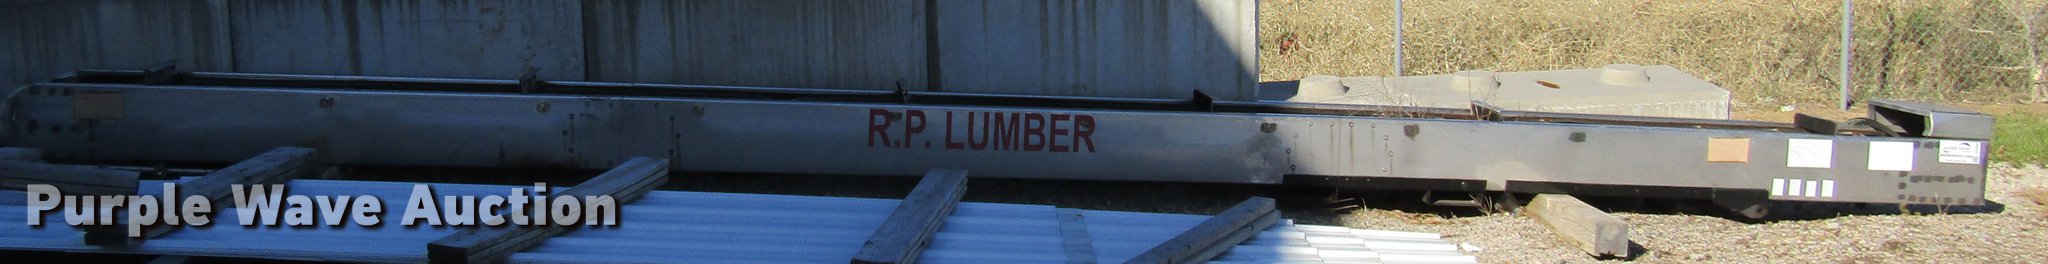 R.P. LUMBER
Purple Wave Auction